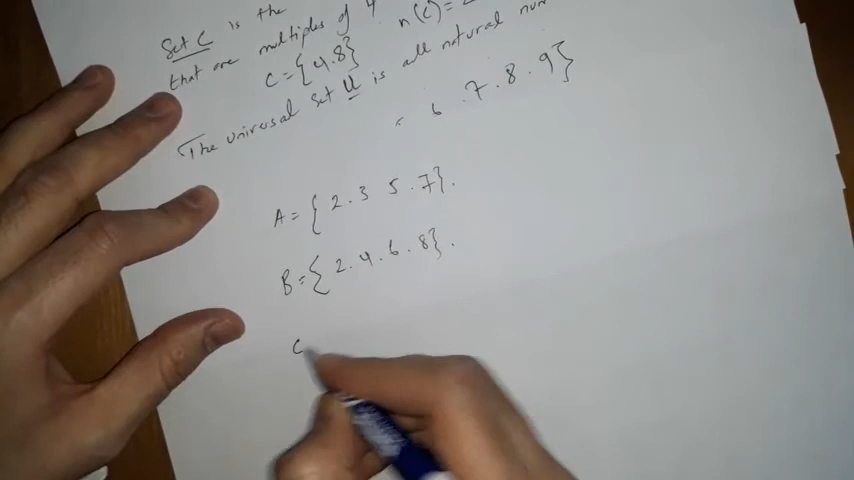 Set C is the
that are multiples of 4 n(C)=
C={4.8}
The universal Set U is all natural num
6 .7.8.9}
A={2.3 5.7}.
B={2.4.6.8}.
C